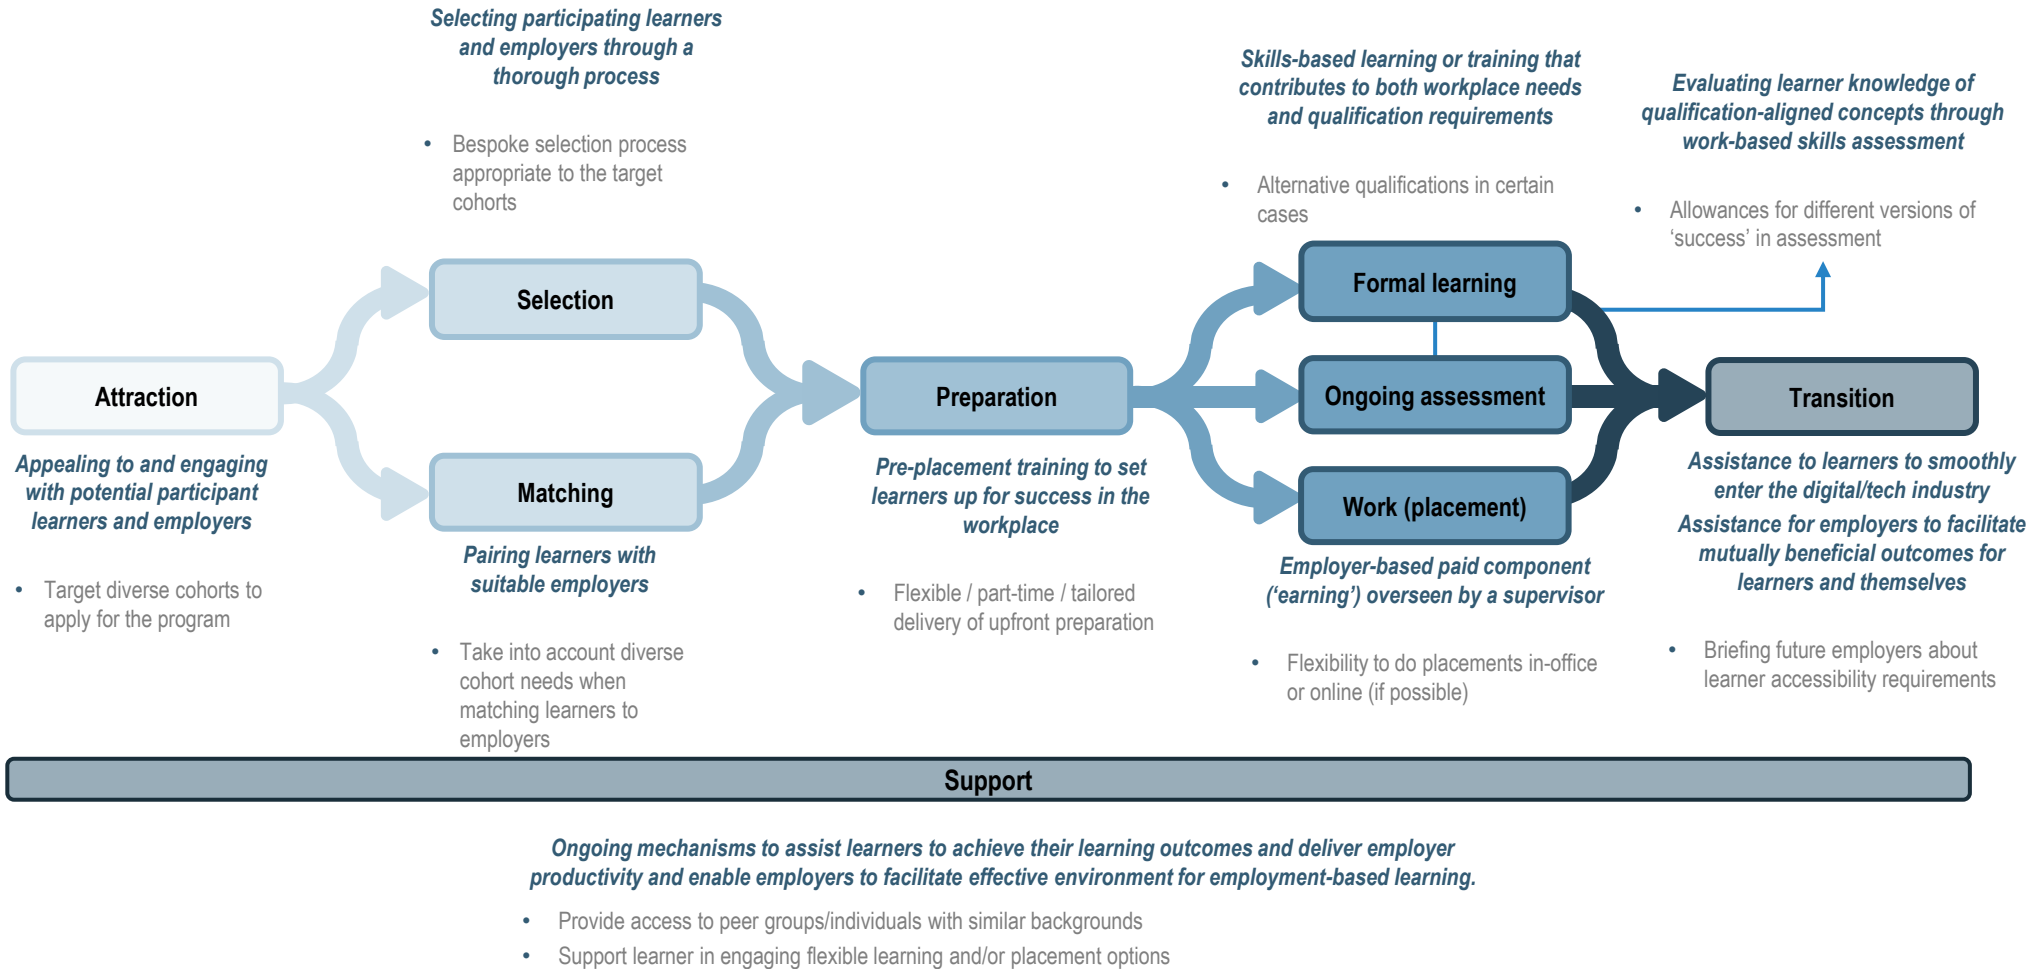 Selecting participating learners
and employers through a
thorough process
• Bespoke selection process
appropriate to the target
cohorts
Skills-based learning or training that
contributes to both workplace needs
and qualification requirements
• Alternative qualifications in certain
cases
Evaluating learner knowledge of
qualification-aligned concepts through
work-based skills assessment
• Allowances for different versions of
‘success’ in assessment
Attraction
Appealing to and engaging
with potential participant
learners and employers
• Target diverse cohorts to
apply for the program
Selection
Matching
Pairing learners with
suitable employers
• Take into account diverse
cohort needs when
matching learners to
employers
Preparation
Pre-placement training to set
learners up for success in the
workplace
• Flexible / part-time / tailored
delivery of upfront preparation
Formal learning
Ongoing assessment
Work (placement)
Employer-based paid component
(‘earning’) overseen by a supervisor
• Flexibility to do placements in-office
or online (if possible)
Transition
Assistance to learners to smoothly
enter the digital/tech industry
Assistance for employers to facilitate
mutually beneficial outcomes for
learners and themselves
• Briefing future employers about
learner accessibility requirements
Support
Ongoing mechanisms to assist learners to achieve their learning outcomes and deliver employer
productivity and enable employers to facilitate effective environment for employment-based learning.
• Provide access to peer groups/individuals with similar backgrounds
• Support learner in engaging flexible learning and/or placement options